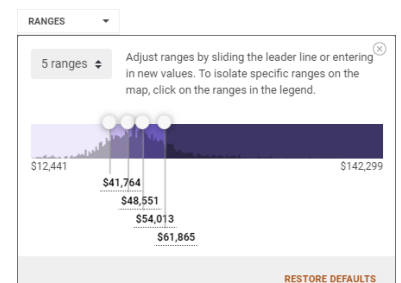 RANGES
5 ranges
Adjust ranges by sliding the leader line or entering
in new values. To isolate specific ranges on the
map, click on the ranges in the legend.
$12,441
$142,299
$41,764
$48,551
$54,013
$61,865
RESTORE DEFAULTS